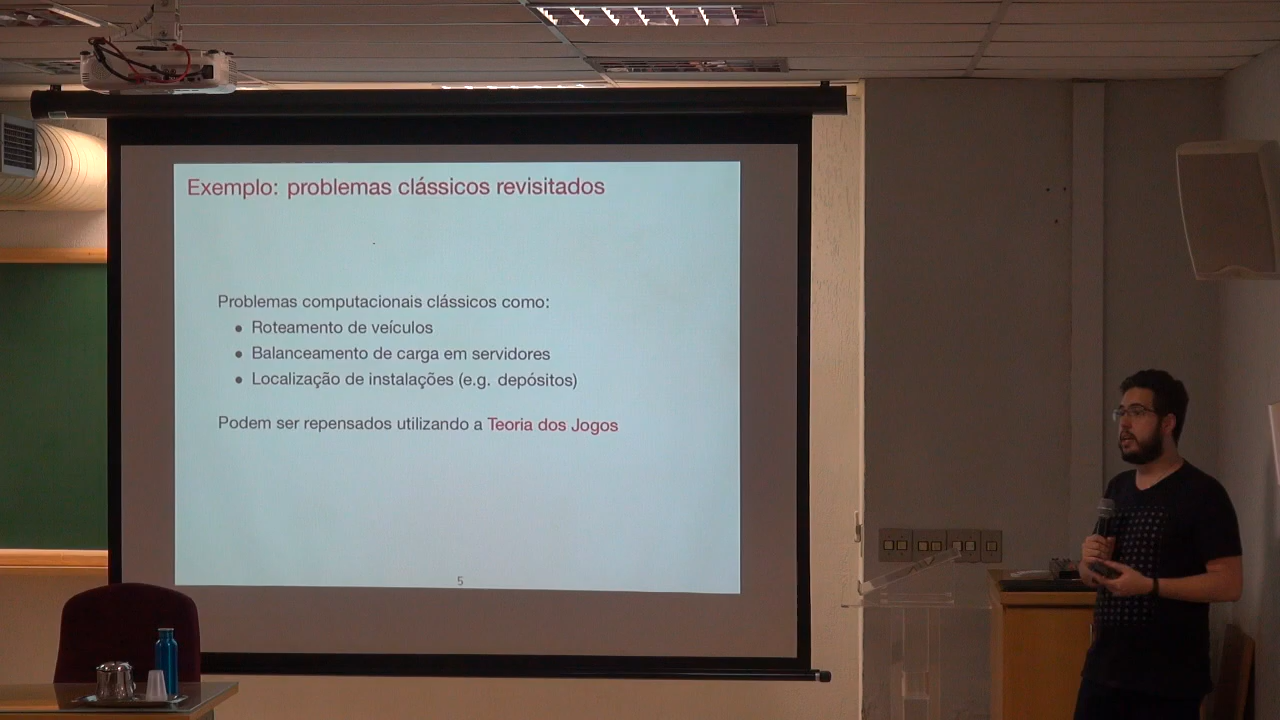 Exemplo: problemas clássicos revisitados
Problemas computacionais clássicos como:
• Roteamento de veículos
• Balanceamento de carga em servidores
• Localização de instalações (e.g. depósitos)
Podem ser repensados utilizando a Teoria dos Jogos
5